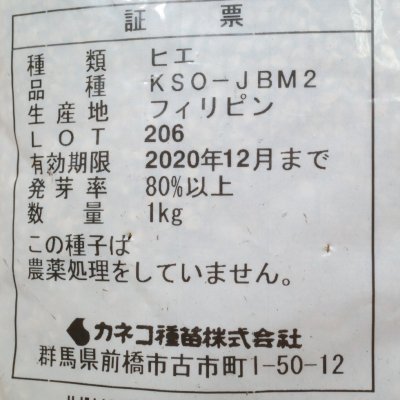 証票
種類 ヒエ
品種 KSO-JBM2
生産地 フィリピン
LOT 206
有効期限 2020年12月まで
発芽率 80%以上
数量 1kg
この種子は
農薬処理をしていません。
カネコ種苗株式会社
群馬県前橋市古市町1-50-12